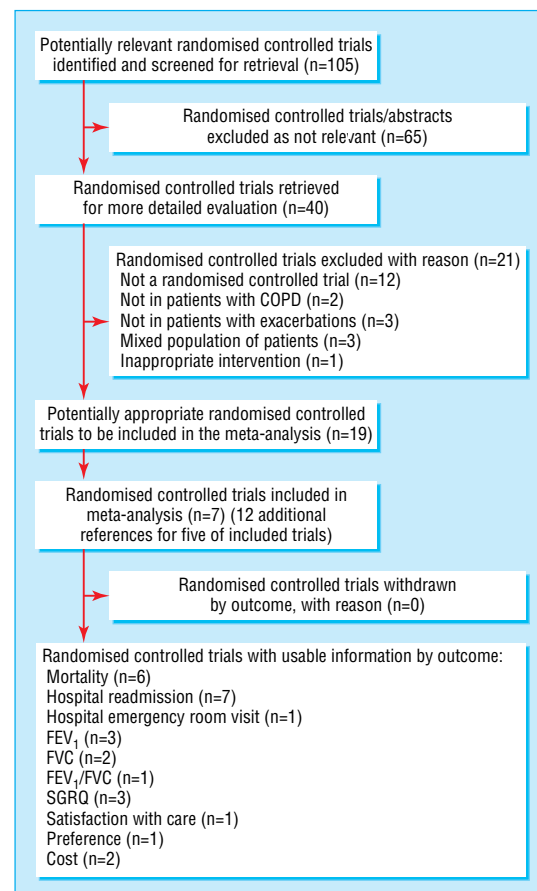 Potentially relevant randomised controlled trials
identified and screened for retrieval (n=105)
Randomised controlled trials/abstracts
excluded as not relevant (n=65)
Randomised controlled trials retrieved
for more detailed evaluation (n=40)
Randomised controlled trials excluded with reason (n=21)
Not a randomised controlled trial (n=12)
Not in patients with COPD (n=2)
Not in patients with exacerbations (n=3)
Mixed population of patients (n=3)
Inappropriate intervention (n=1)
Potentially appropriate randomised controlled
trials to be included in the meta-analysis (n=19)
Randomised controlled trials included in
meta-analysis (n=7) (12 additional
references for five of included trials)
Randomised controlled trials withdrawn
by outcome, with reason (n=0)
Randomised controlled trials with usable information by outcome:
Mortality (n=6)
Hospital readmission (n=7)
Hospital emergency room visit (n=1)
FEV₁ (n=3)
FVC (n=2)
FEV₁/FVC (n=1)
SGRQ (n=3)
Satisfaction with care (n=1)
Preference (n=1)
Cost (n=2)